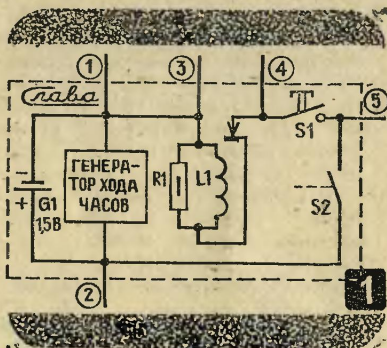 1
3
4
Слава
5
S1
ГЕНЕРА-
ТОР ХОДА
ЧАСОВ
R1
L1
S2
-
+ G1
1,5В
2
1